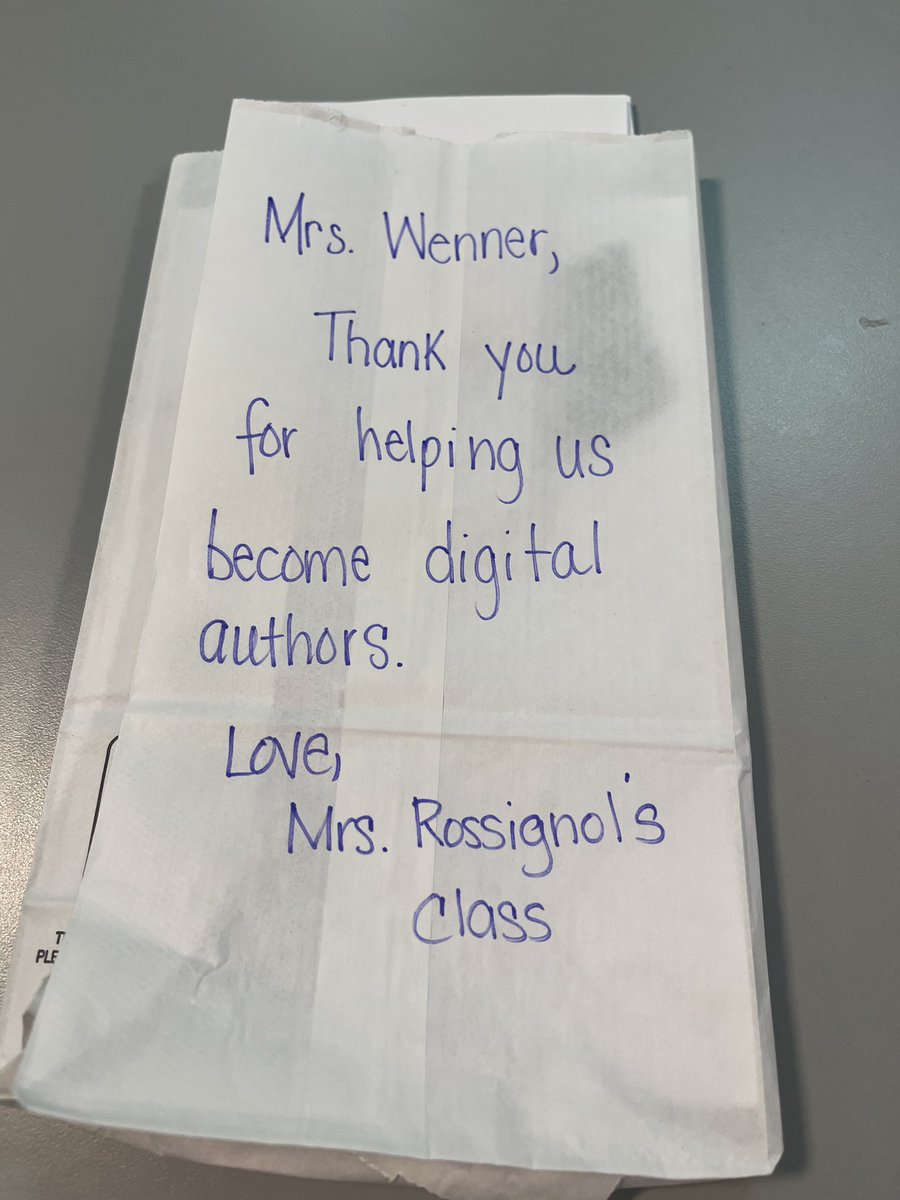 Mrs. Wenner,
Thank you
for helping us
become digital
authors.
Love,
Mrs. Rossignol's
Class